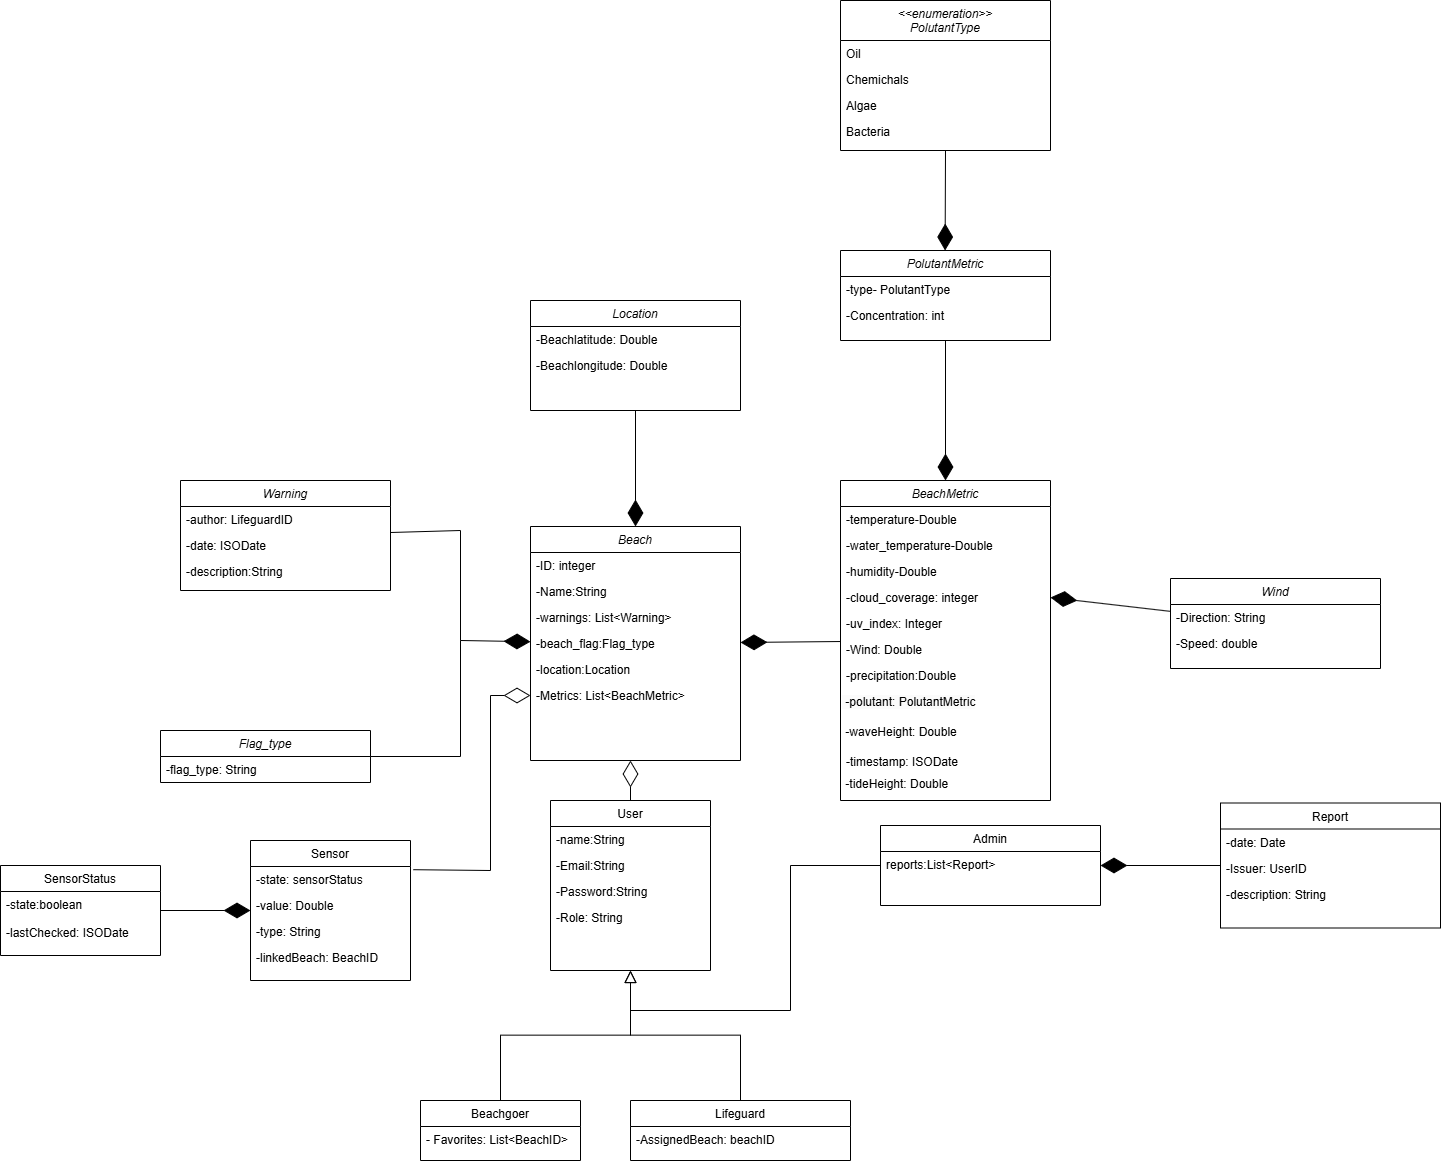 <<enumeration>>
PolutantType
Oil
Chemichals
Algae
Bacteria
PolutantMetric
-type- PolutantType
-Concentration: int
Location
-Beachlatitude: Double
-Beachlongitude: Double
Warning
-author: LifeguardID
-date: ISODate
-description:String
Beach
-ID: integer
-Name:String
-warnings: List<Warning>
-beach_flag:Flag_type
-location:Location
-Metrics: List<BeachMetric>
BeachMetric
-temperature-Double
-water_temperature-Double
-humidity-Double
-cloud_coverage: integer
-uv_index: Integer
-Wind: Double
-precipitation:Double
-polutant: PolutantMetric
-waveHeight: Double
-timestamp: ISODate
-tideHeight: Double
Wind
-Direction: String
-Speed: double
Flag_type
-flag_type: String
User
-name:String
-Email:String
-Password:String
-Role: String
Admin
reports:List<Report>
Report
-date: Date
-Issuer: UserID
-description: String
Sensor
-state: sensorStatus
-value: Double
-type: String
-linkedBeach: BeachID
SensorStatus
-state:boolean
-lastChecked: ISODate
Beachgoer
- Favorites: List<BeachID>
Lifeguard
-AssignedBeach: beachID